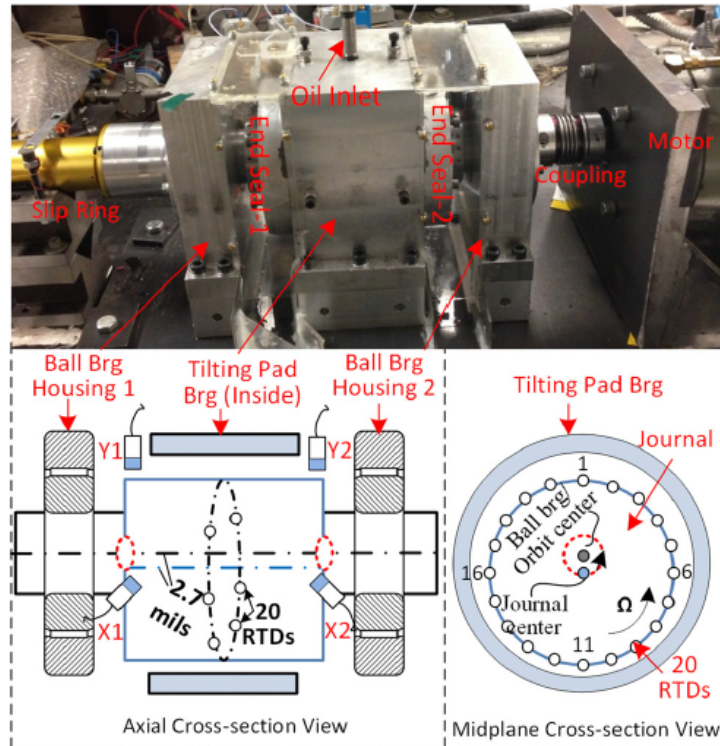 Oil Inlet
End Seal-1
End Seal-2
Motor
Coupling
Slip Ring
Ball Brg
Housing 1
Tilting Pad
Brg (Inside)
Ball Brg
Housing 2
Y1
Y2
2.7
mils
20
RTDs
X1
X2
Axial Cross-section View
Tilting Pad Brg
Journal
1
Ball brg
Orbit center
16
6
Ω
Journal
center
11
20
RTDs
Midplane Cross-section View